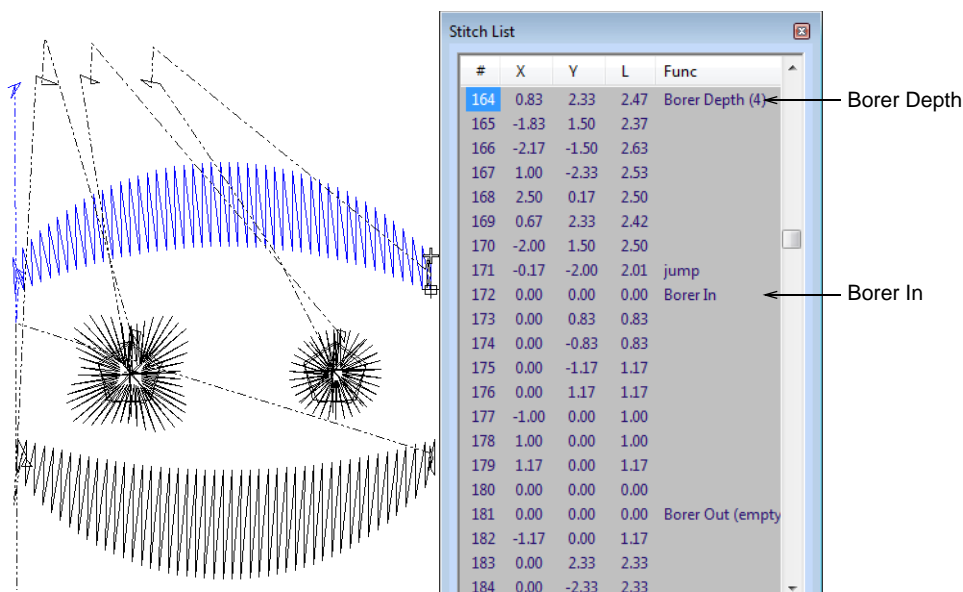 Stitch List
# X Y L Func
164 0.83 2.33 2.47 Borer Depth (4) Borer Depth
165 -1.83 1.50 2.37
166 -2.17 -1.50 2.63
167 1.00 -2.33 2.53
168 2.50 0.17 2.50
169 0.67 2.33 2.42
170 -2.00 1.50 2.50
171 -0.17 -2.00 2.01 jump
172 0.00 0.00 0.00 Borer In Borer In
173 0.00 0.83 0.83
174 0.00 -0.83 0.83
175 0.00 -1.17 1.17
176 0.00 1.17 1.17
177 -1.00 0.00 1.00
178 1.00 0.00 1.00
179 1.17 0.00 1.17
180 0.00 0.00 0.00
181 0.00 0.00 0.00 Borer Out (empty
182 -1.17 0.00 1.17
183 0.00 2.33 2.33
184 0.00 -2.33 2.33